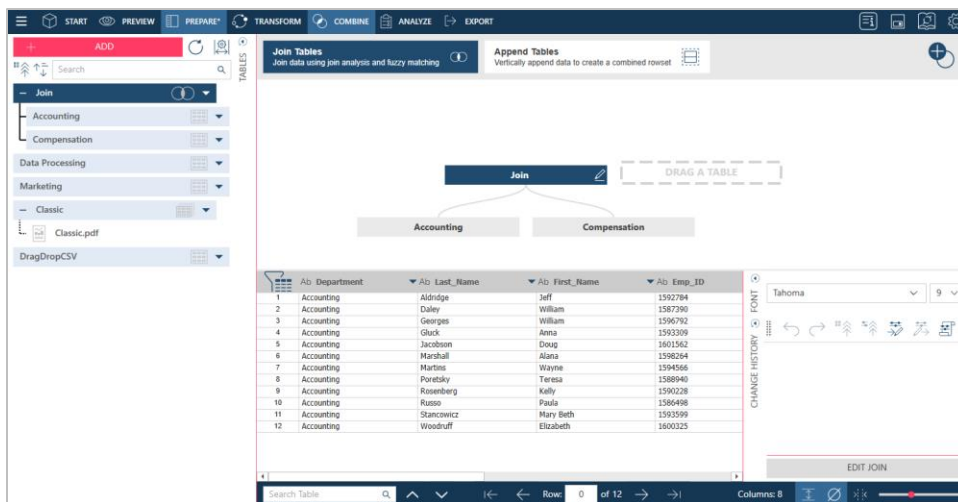 START PREVIEW PREPARE* TRANSFORM COMBINE ANALYZE EXPORT
ADD
Search
TABLES
Join
Accounting
Compensation
Data Processing
Marketing
Classic
Classic.pdf
DragDropCSV
Join Tables
Join data using join analysis and fuzzy matching
Append Tables
Vertically append data to create a combined rowset
Join
DRAG A TABLE
Accounting Compensation
Ab Department Ab Last_Name Ab First_Name Ab Emp_ID
1 Accounting Aldridge Jeff 1592784
2 Accounting Daley William 1587390
3 Accounting Georges William 1596792
4 Accounting Gluck Anna 1593309
5 Accounting Jacobson Doug 1601562
6 Accounting Marshall Alana 1598264
7 Accounting Martins Wayne 1594566
8 Accounting Poretsky Teresa 1588940
9 Accounting Rosenberg Kelly 1590228
10 Accounting Russo Paula 1586498
11 Accounting Stancowicz Mary Beth 1593599
12 Accounting Woodruff Elizabeth 1600325
FONT
Tahoma 9
CHANGE HISTORY
EDIT JOIN
Search Table Row: 0 of 12 Columns: 8